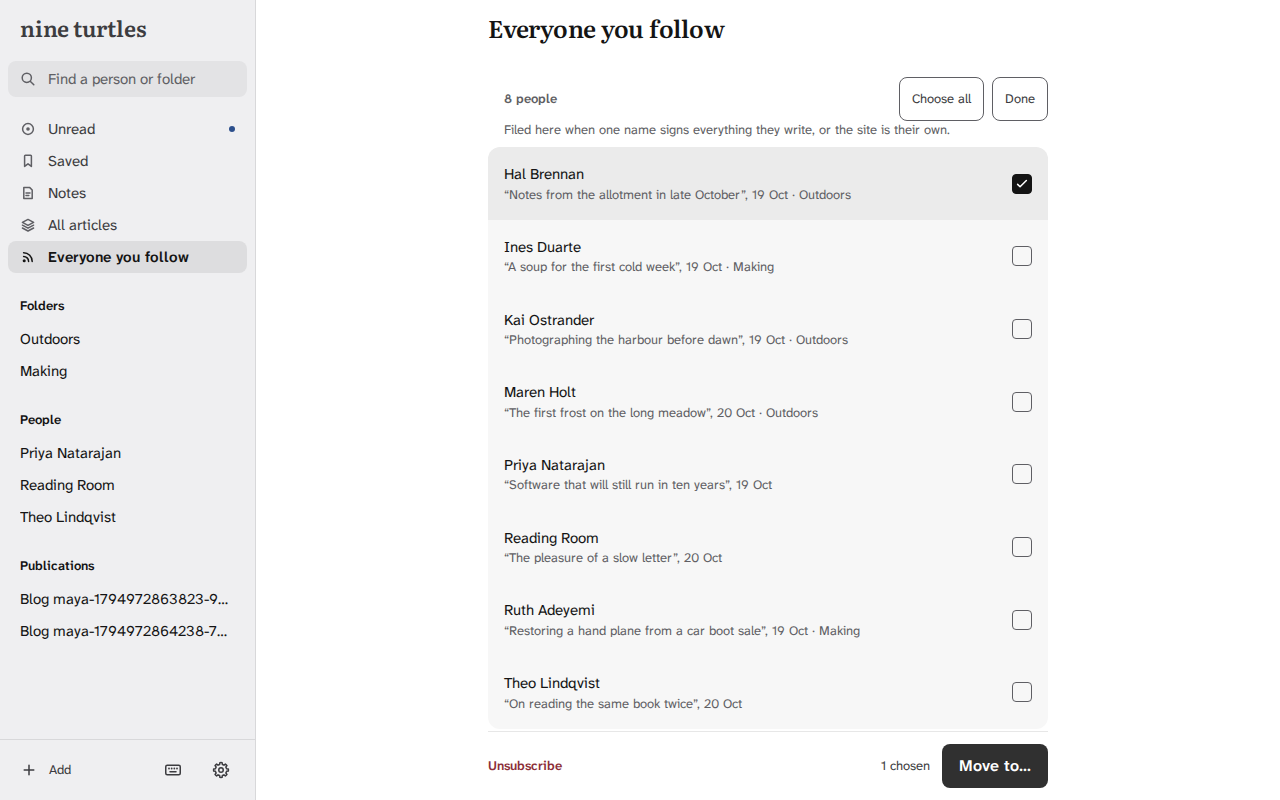 nine turtles
Find a person or folder
Unread
Saved
Notes
All articles
Everyone you follow
Folders
Outdoors
Making
People
Priya Natarajan
Reading Room
Theo Lindqvist
Publications
Blog maya-1794972863823-9...
Blog maya-1794972864238-7...
Add
Everyone you follow
8 people
Choose all
Done
Filed here when one name signs everything they write, or the site is their own.
Hal Brennan
“Notes from the allotment in late October”, 19 Oct · Outdoors
Ines Duarte
“A soup for the first cold week”, 19 Oct · Making
Kai Ostrander
“Photographing the harbour before dawn”, 19 Oct · Outdoors
Maren Holt
“The first frost on the long meadow”, 20 Oct · Outdoors
Priya Natarajan
“Software that will still run in ten years”, 19 Oct
Reading Room
“The pleasure of a slow letter”, 20 Oct
Ruth Adeyemi
“Restoring a hand plane from a car boot sale”, 19 Oct · Making
Theo Lindqvist
“On reading the same book twice”, 20 Oct
Unsubscribe
1 chosen
Move to...